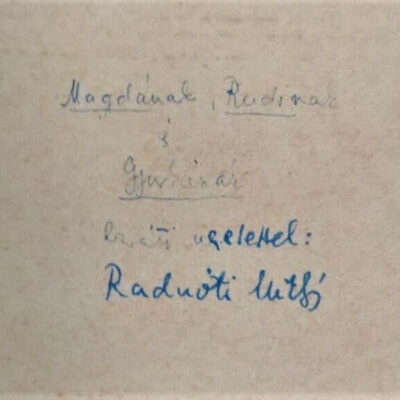 Magdának, Rudinak
s
Gyurkának
baráti szeretettel:
Radnóti Miklós